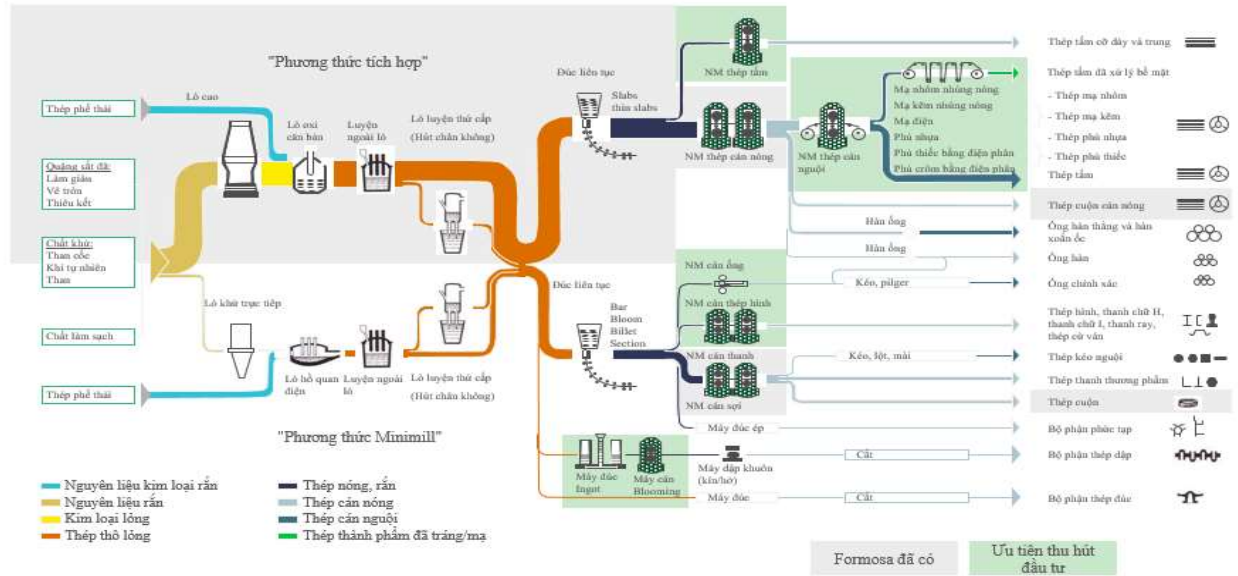 "Phương thức tích hợp"
Thép phế thải
Quặng sắt đá:
Làm giàu
Vê tròn
Thiêu kết
Chất khử:
Than cốc
Khí tự nhiên
Than
Chất làm sạch
Thép phế thải
Lò cao
Lò oxi
căn bản
Luyện
ngoài lò
Lò luyện thứ cấp
(Hút chân không)
Lò khử trực tiếp
Lò hồ quan
điện
Luyện ngoài
lò
Lò luyện thứ cấp
(Hút chân không)
"Phương thức Minimill"
Đúc liên tục
Slabs
thin slabs
Đúc liên tục
Bar
Bloom
Billet
Section
NM thép tấm
NM thép cán nóng
NM thép cán
nguội
Mạ nhôm nhúng nóng
Mạ kẽm nhúng nóng
Mạ điện
Phủ nhựa
Phủ thiếc bằng điện phân
Phủ crôm bằng điện phân
Hàn ống
Hàn ống
NM cán ống
Kéo, pilger
NM cán thép hình
NM cán thanh
Kéo, lột, mài
NM cán sợi
Máy đúc ép
Máy đúc
Ingot
Máy cán
Blooming
Máy dập khuôn
(kín/hở)
Cắt
Máy đúc
Cắt
Thép tấm cỡ dày và trung
Thép tấm đã xử lý bề mặt
- Thép mạ nhôm
- Thép mạ kẽm
- Thép phủ nhựa
- Thép phủ thiếc
Thép tấm
Thép cuộn cán nóng
Ống hàn thẳng và hàn
xoắn ốc
Ống hàn
Ống chính xác
Thép hình, thanh chữ H,
thanh chữ I, thanh ray,
thép cừ ván
Thép kéo nguội
Thép thanh thương phẩm
Thép cuộn
Bộ phận phức tạp
Bộ phận thép dập
Bộ phận thép đúc
Nguyên liệu kim loại rắn
Nguyên liệu rắn
Kim loại lỏng
Thép thô lỏng
Thép nóng, rắn
Thép cán nóng
Thép cán nguội
Thép thành phẩm đã tráng/mạ
Formosa đã có
Ưu tiên thu hút
đầu tư